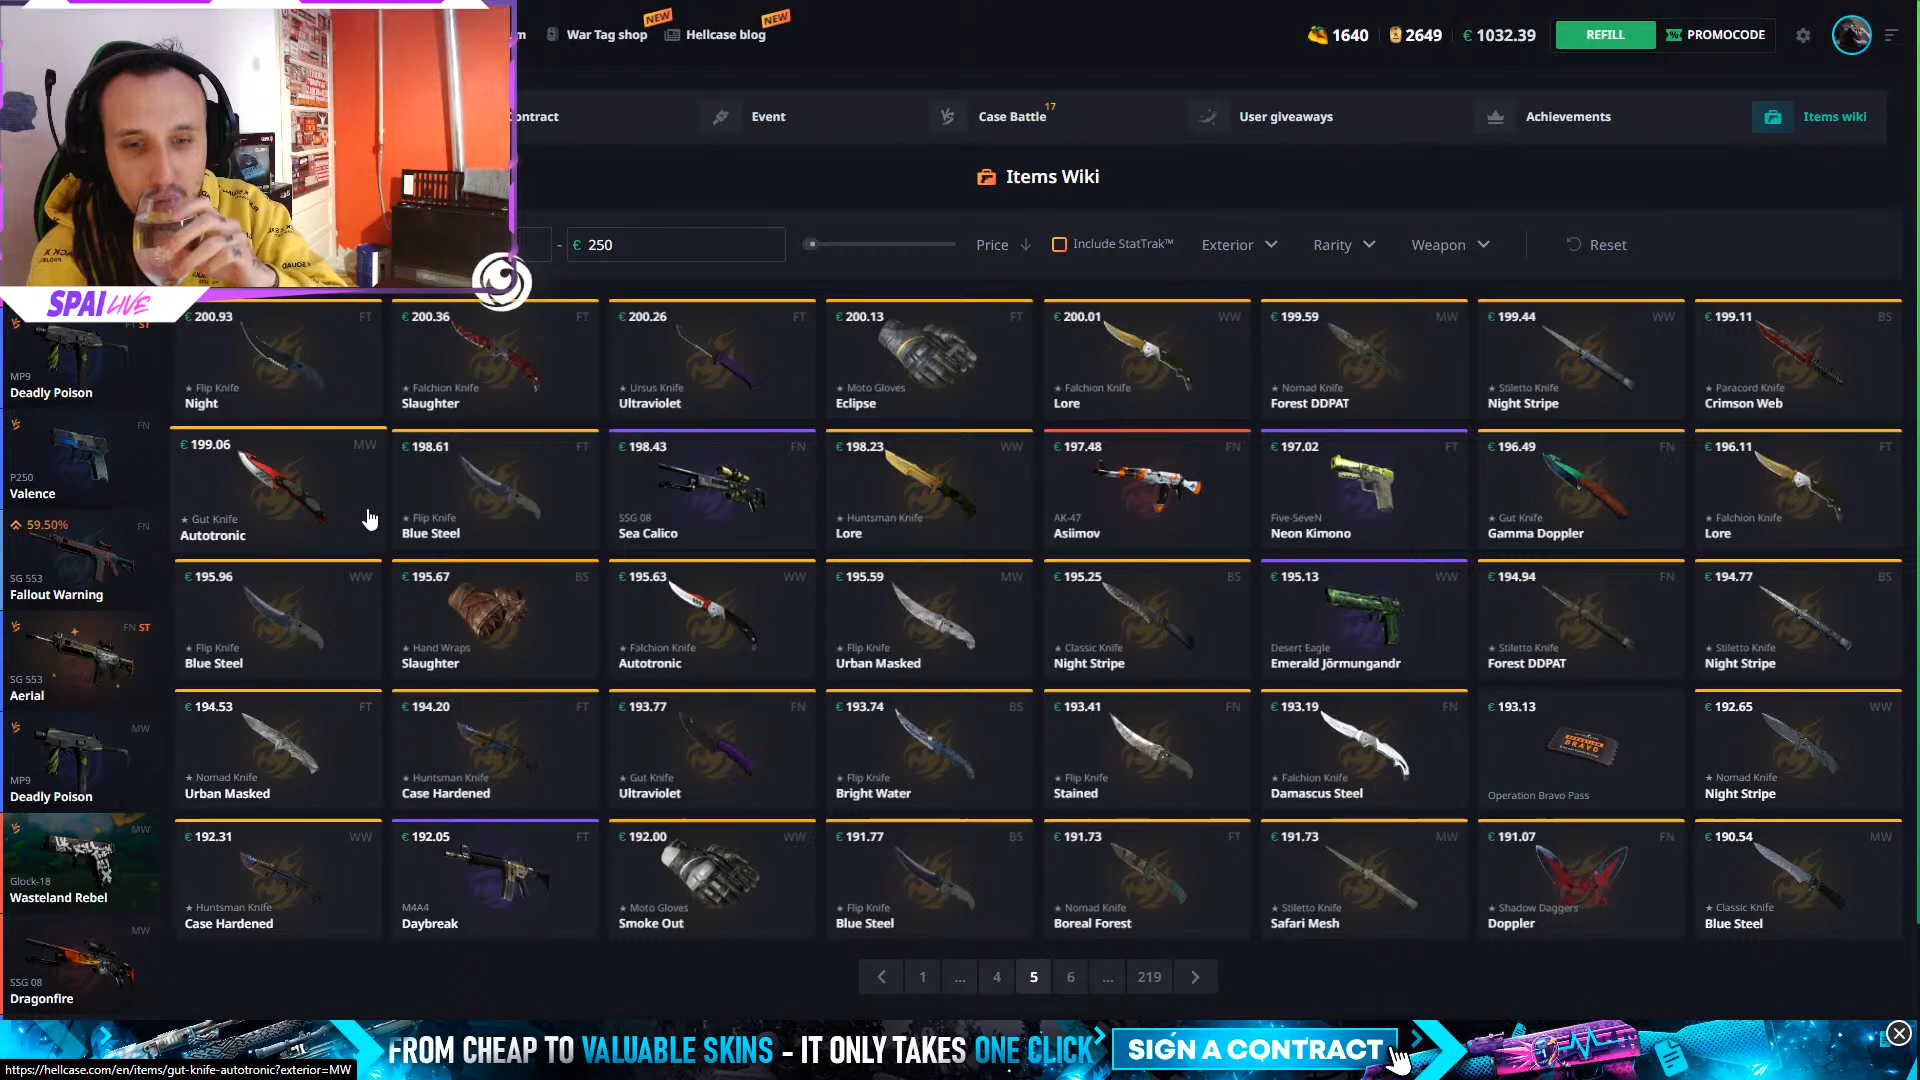 m
War Tag shop
NEW
Hellcase blog
NEW
1640
2649
€ 1032.39
REFILL
% PROMOCODE
ontract
Event
Case Battle 17
User giveaways
Achievements
Items wiki
Items Wiki
- € 250
Price
Include StatTrak™
Exterior
Rarity
Weapon
Reset
SPAI LIVE
FT ST
MP9
Deadly Poison
FN
P250
Valence
59.50%
FN
SG 553
Fallout Warning
FN ST
SG 553
Aerial
MW
MP9
Deadly Poison
MW
Glock-18
Wasteland Rebel
MW
SSG 08
Dragonfire
€ 200.93 FT
★ Flip Knife
Night
€ 200.36 FT
★ Falchion Knife
Slaughter
€ 200.26 FT
★ Ursus Knife
Ultraviolet
€ 200.13 FT
★ Moto Gloves
Eclipse
€ 200.01 WW
★ Falchion Knife
Lore
€ 199.59 MW
★ Nomad Knife
Forest DDPAT
€ 199.44 WW
★ Stiletto Knife
Night Stripe
€ 199.11 BS
★ Paracord Knife
Crimson Web
€ 199.06 MW
★ Gut Knife
Autotronic
€ 198.61 FT
★ Flip Knife
Blue Steel
€ 198.43 FN
SSG 08
Sea Calico
€ 198.23 WW
★ Huntsman Knife
Lore
€ 197.48 FN
AK-47
Asiimov
€ 197.02 FT
Five-SeveN
Neon Kimono
€ 196.49 FN
★ Gut Knife
Gamma Doppler
€ 196.11 FT
★ Falchion Knife
Lore
€ 195.96 WW
★ Flip Knife
Blue Steel
€ 195.67 BS
★ Hand Wraps
Slaughter
€ 195.63 WW
★ Falchion Knife
Autotronic
€ 195.59 MW
★ Flip Knife
Urban Masked
€ 195.25 BS
★ Classic Knife
Night Stripe
€ 195.13 WW
Desert Eagle
Emerald Jörmungandr
€ 194.94 FN
★ Stiletto Knife
Forest DDPAT
€ 194.77 BS
★ Stiletto Knife
Night Stripe
€ 194.53 FT
★ Nomad Knife
Urban Masked
€ 194.20 FT
★ Huntsman Knife
Case Hardened
€ 193.77 FN
★ Gut Knife
Ultraviolet
€ 193.74 BS
★ Flip Knife
Bright Water
€ 193.41 FN
★ Flip Knife
Stained
€ 193.19 FN
★ Falchion Knife
Damascus Steel
€ 193.13
Operation Bravo Pass
€ 192.65 WW
★ Nomad Knife
Night Stripe
€ 192.31 WW
★ Huntsman Knife
Case Hardened
€ 192.05 FT
M4A4
Daybreak
€ 192.00 WW
★ Moto Gloves
Smoke Out
€ 191.77 BS
★ Flip Knife
Blue Steel
€ 191.73 FT
★ Nomad Knife
Boreal Forest
€ 191.73 MW
★ Stiletto Knife
Safari Mesh
€ 191.07 FN
★ Shadow Daggers
Doppler
€ 190.54 MW
★ Classic Knife
Blue Steel
1 ... 4 5 6 ... 219
FROM CHEAP TO VALUABLE SKINS - IT ONLY TAKES ONE CLICK
SIGN A CONTRACT
https://hellcase.com/en/items/gut-knife-autotronic?exterior=MW